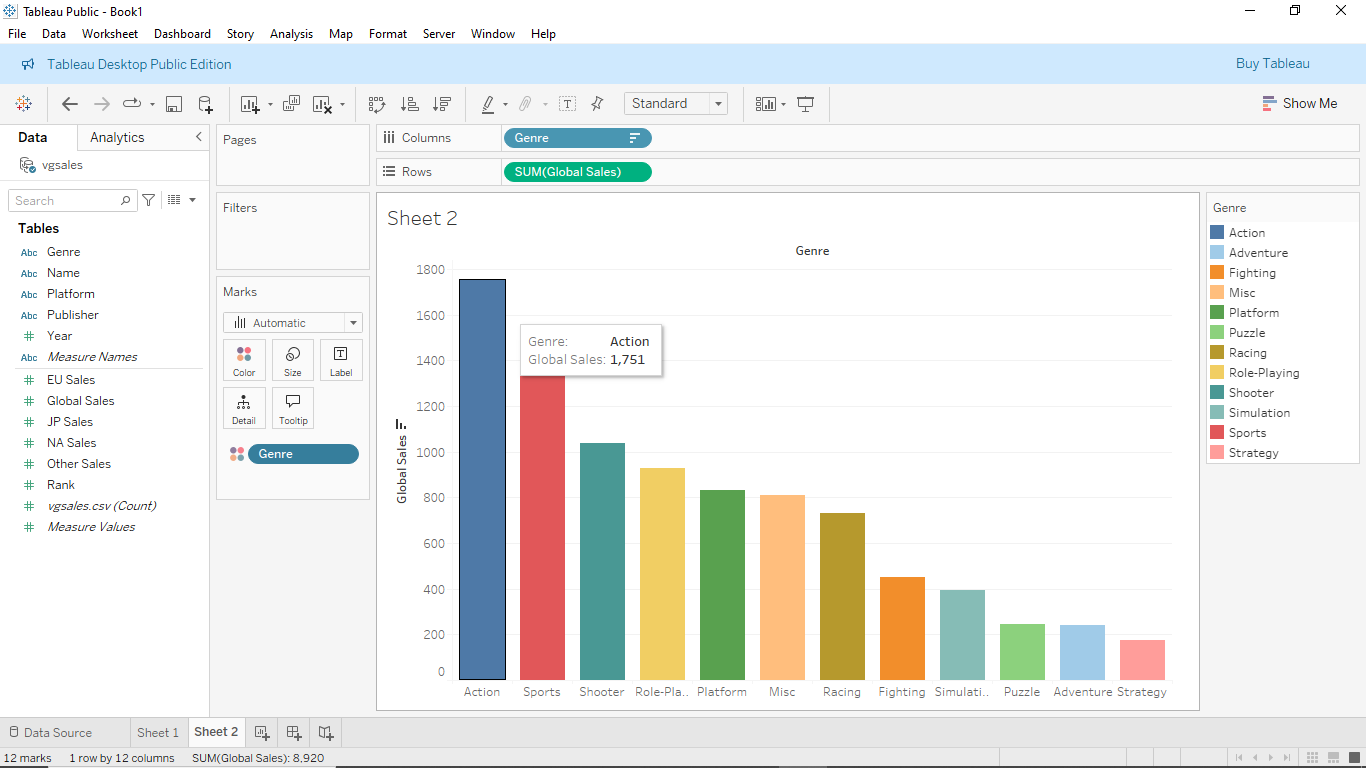 Tableau Public - Book1
File Data Worksheet Dashboard Story Analysis Map Format Server Window Help
Tableau Desktop Public Edition
Buy Tableau
Standard
Show Me
Data Analytics
vgsales
Search
Tables
Abc Genre
Abc Name
Abc Platform
Abc Publisher
# Year
Abc Measure Names
# EU Sales
# Global Sales
# JP Sales
# NA Sales
# Other Sales
# Rank
# vgsales.csv (Count)
# Measure Values
Pages
Filters
Marks
Automatic
Color Size Label
Detail Tooltip
Genre
Columns Genre
Rows SUM(Global Sales)
Sheet 2
Genre
Global Sales
1800
1600
1400
1200
1000
800
600
400
200
0
Genre: Action
Global Sales: 1,751
Action Sports Shooter Role-Pla.. Platform Misc Racing Fighting Simulati.. Puzzle Adventure Strategy
Genre
Action
Adventure
Fighting
Misc
Platform
Puzzle
Racing
Role-Playing
Shooter
Simulation
Sports
Strategy
Data Source Sheet 1 Sheet 2
12 marks 1 row by 12 columns SUM(Global Sales): 8,920